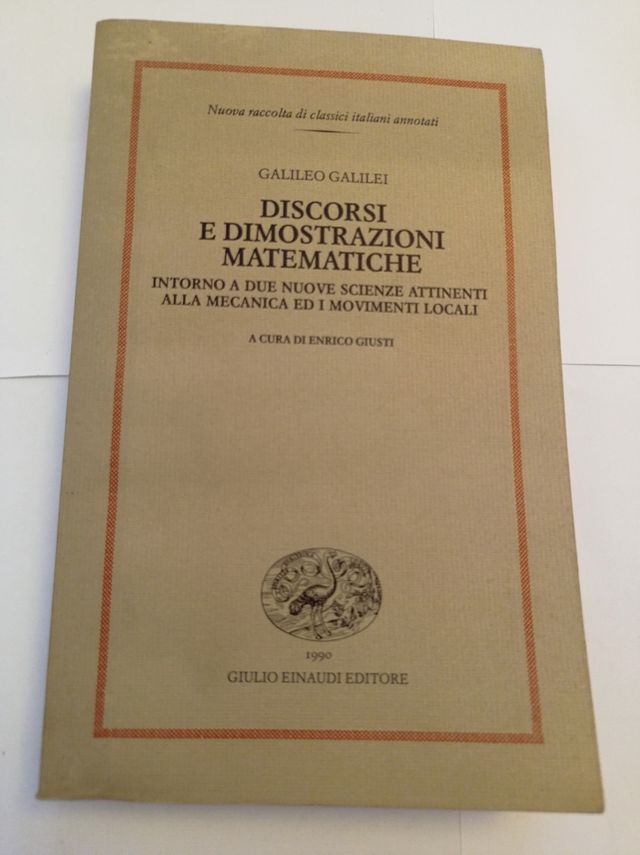 Nuova raccolta di classici italiani annotati
GALILEO GALILEI
DISCORSI
E DIMOSTRAZIONI
MATEMATICHE
INTORNO A DUE NUOVE SCIENZE ATTINENTI
ALLA MECANICA ED I MOVIMENTI LOCALI
A CURA DI ENRICO GIUSTI
1990
GIULIO EINAUDI EDITORE